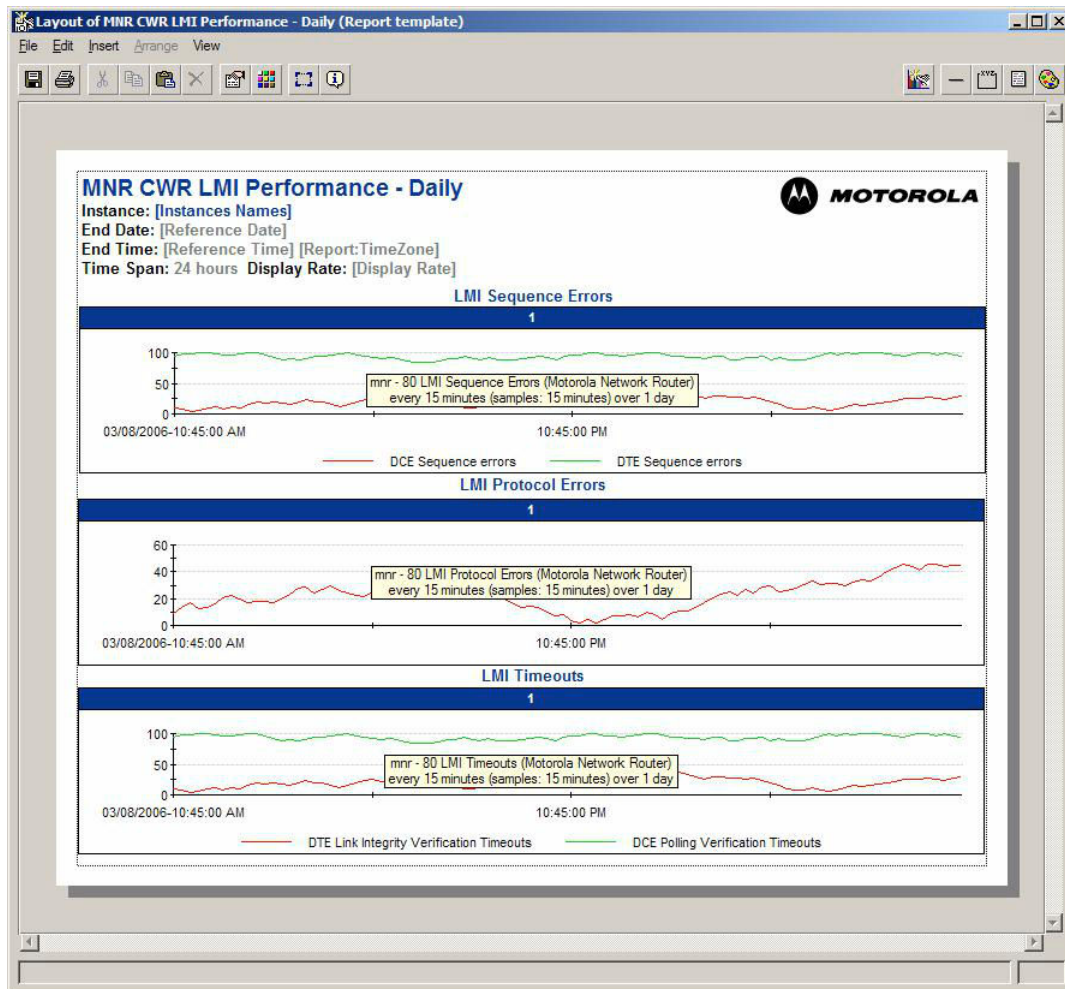 Layout of MNR CWR LMI Performance - Daily (Report template)
File Edit Insert Arrange View
XYZ
MNR CWR LMI Performance - Daily
MOTOROLA
Instance: [Instances Names]
End Date: [Reference Date]
End Time: [Reference Time] [Report:TimeZone]
Time Span: 24 hours Display Rate: [Display Rate]
LMI Sequence Errors
1
100
50
0
mnr - 80 LMI Sequence Errors (Motorola Network Router)
every 15 minutes (samples: 15 minutes) over 1 day
03/08/2006-10:45:00 AM 10:45:00 PM
DCE Sequence errors DTE Sequence errors
LMI Protocol Errors
1
60
40
20
0
mnr - 80 LMI Protocol Errors (Motorola Network Router)
every 15 minutes (samples: 15 minutes) over 1 day
03/08/2006-10:45:00 AM 10:45:00 PM
LMI Timeouts
1
100
50
0
mnr - 80 LMI Timeouts (Motorola Network Router)
every 15 minutes (samples: 15 minutes) over 1 day
03/08/2006-10:45:00 AM 10:45:00 PM
DTE Link Integrity Verification Timeouts DCE Polling Verification Timeouts